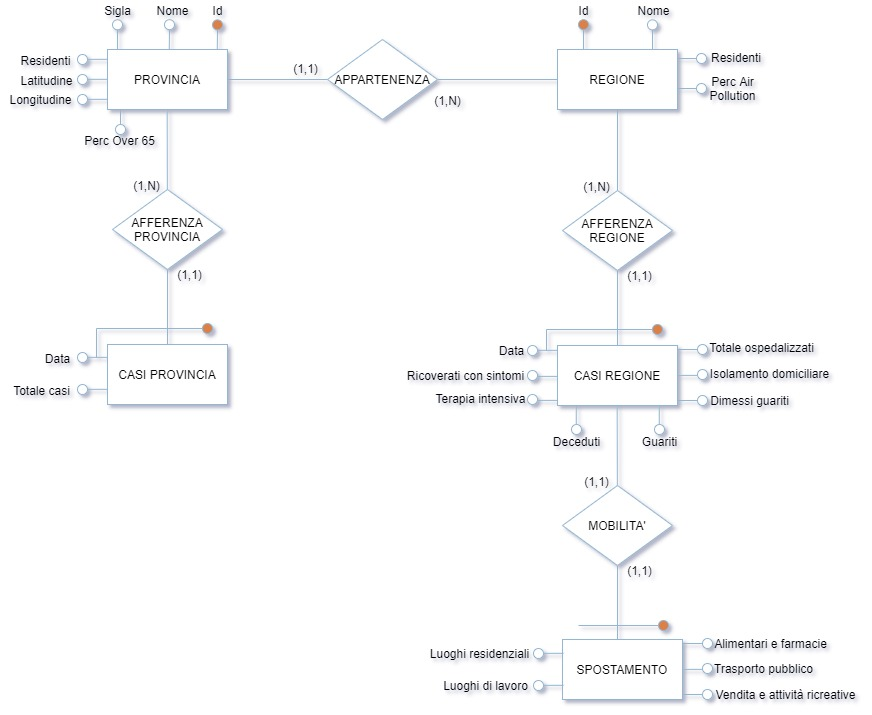 Sigla
Nome
Id
Id
Nome
Residenti
Latitudine
Longitudine
PROVINCIA
(1,1)
APPARTENENZA
(1,N)
REGIONE
Residenti
Perc Air
Pollution
Perc Over 65
(1,N)
(1,N)
AFFERENZA
PROVINCIA
AFFERENZA
REGIONE
(1,1)
(1,1)
Data
Totale casi
CASI PROVINCIA
Data
Ricoverati con sintomi
Terapia intensiva
CASI REGIONE
Totale ospedalizzati
Isolamento domiciliare
Dimessi guariti
Deceduti
Guariti
(1,1)
MOBILITA'
(1,1)
Luoghi residenziali
Luoghi di lavoro
SPOSTAMENTO
Alimentari e farmacie
Trasporto pubblico
Vendita e attività ricreative